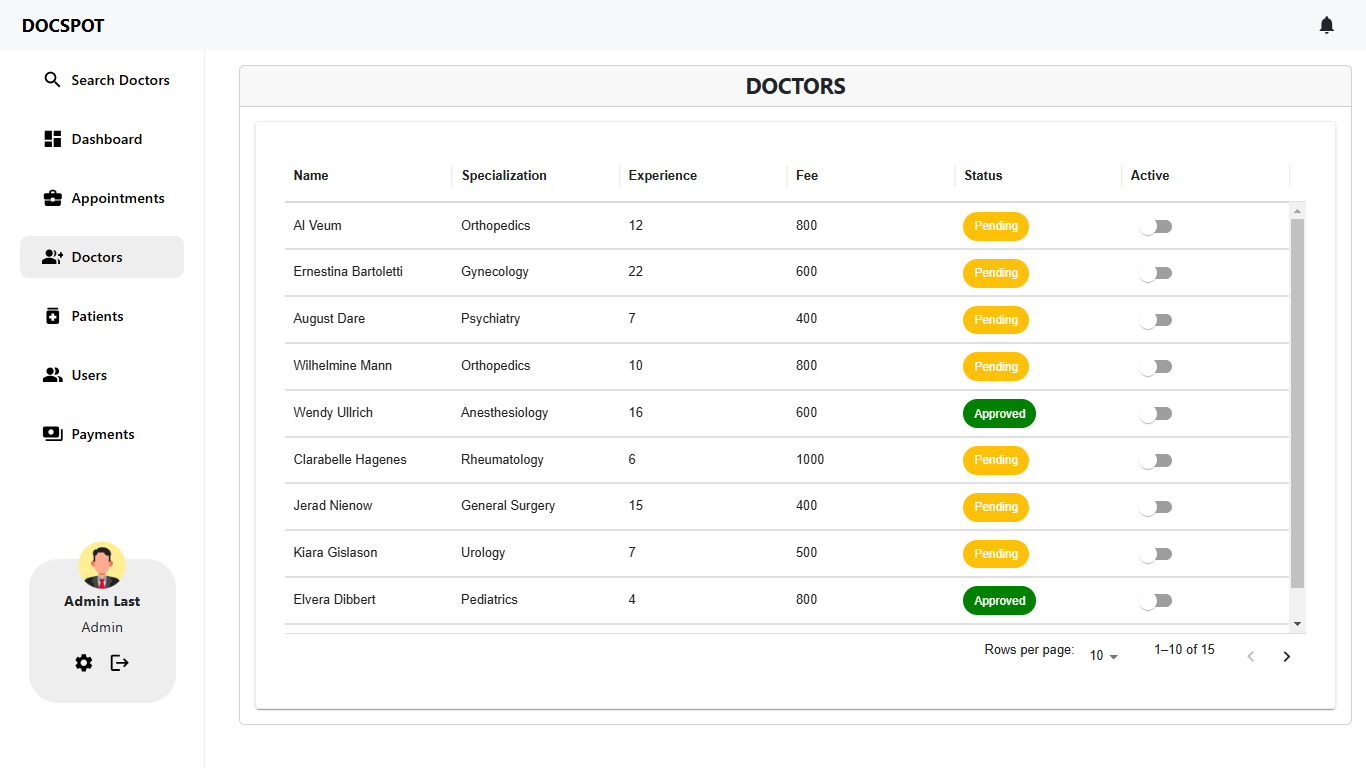 DOCSPOT
Search Doctors
Dashboard
Appointments
Doctors
Patients
Users
Payments
Admin Last
Admin
DOCTORS
Name Specialization Experience Fee Status Active
Al Veum Orthopedics 12 800 Pending
Ernestina Bartoletti Gynecology 22 600 Pending
August Dare Psychiatry 7 400 Pending
Wilhelmine Mann Orthopedics 10 800 Pending
Wendy Ullrich Anesthesiology 16 600 Approved
Clarabelle Hagenes Rheumatology 6 1000 Pending
Jerad Nienow General Surgery 15 400 Pending
Kiara Gislason Urology 7 500 Pending
Elvera Dibbert Pediatrics 4 800 Approved
Rows per page: 10 1–10 of 15